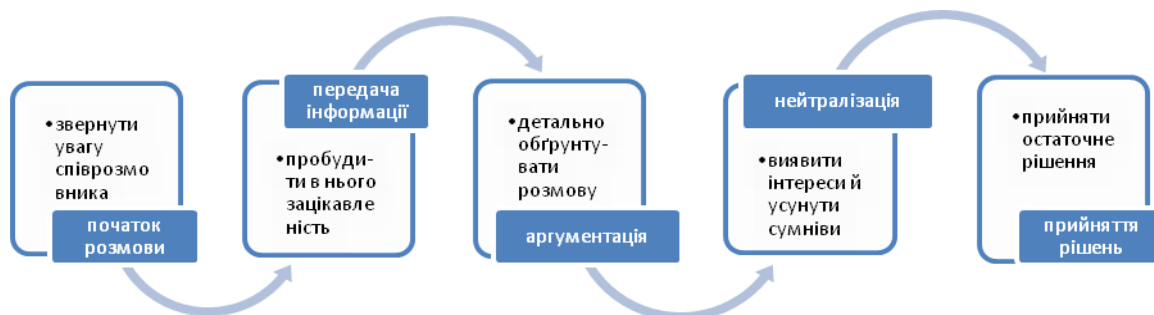 •звернути
увагу
співрозмо
вника
початок
розмови
передача
інформації
•пробуди-
ти в нього
зацікавле
ність
•детально
обґрунту-
вати
розмову
аргументація
нейтралізація
•виявити
інтереси й
усунути
сумніви
•прийняти
остаточне
рішення
прийняття
рішень